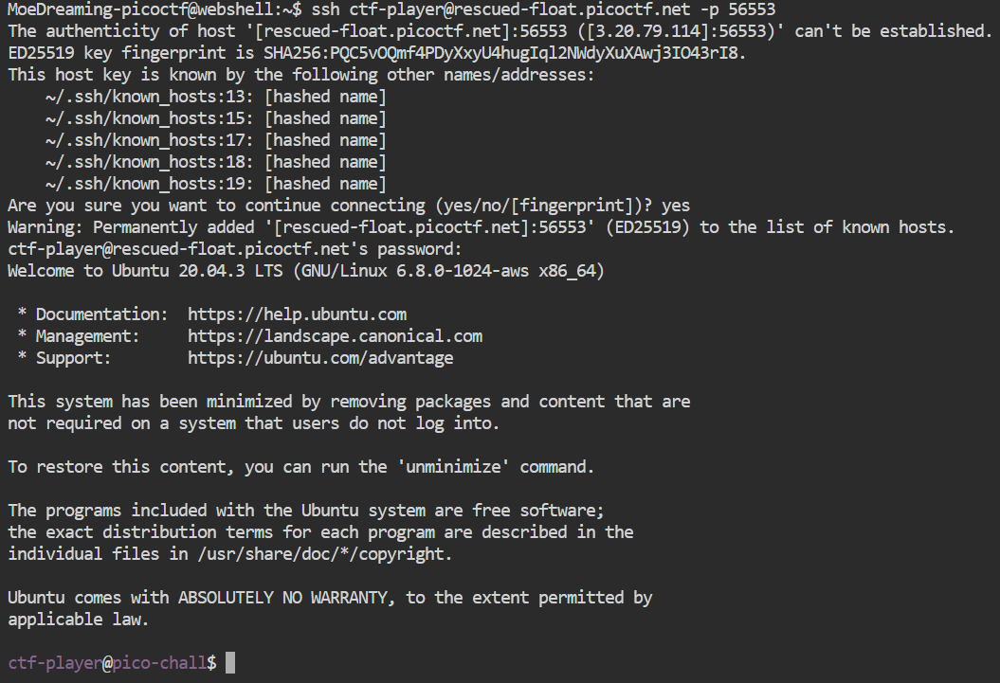 MoeDreaming-picoctf@webshell:~$ ssh ctf-player@rescued-float.picoctf.net -p 56553
The authenticity of host '[rescued-float.picoctf.net]:56553 ([3.20.79.114]:56553)' can't be established.
ED25519 key fingerprint is SHA256:PQC5vOQmf4PDyXxyU4hugIql2NWdyXuXAwj3IO43rI8.
This host key is known by the following other names/addresses:
    ~/.ssh/known_hosts:13: [hashed name]
    ~/.ssh/known_hosts:15: [hashed name]
    ~/.ssh/known_hosts:17: [hashed name]
    ~/.ssh/known_hosts:18: [hashed name]
    ~/.ssh/known_hosts:19: [hashed name]
Are you sure you want to continue connecting (yes/no/[fingerprint])? yes
Warning: Permanently added '[rescued-float.picoctf.net]:56553' (ED25519) to the list of known hosts.
ctf-player@rescued-float.picoctf.net's password:
Welcome to Ubuntu 20.04.3 LTS (GNU/Linux 6.8.0-1024-aws x86_64)

 * Documentation:  https://help.ubuntu.com
 * Management:     https://landscape.canonical.com
 * Support:        https://ubuntu.com/advantage

This system has been minimized by removing packages and content that are
not required on a system that users do not log into.

To restore this content, you can run the 'unminimize' command.

The programs included with the Ubuntu system are free software;
the exact distribution terms for each program are described in the
individual files in /usr/share/doc/*/copyright.

Ubuntu comes with ABSOLUTELY NO WARRANTY, to the extent permitted by
applicable law.

ctf-player@pico-chall$